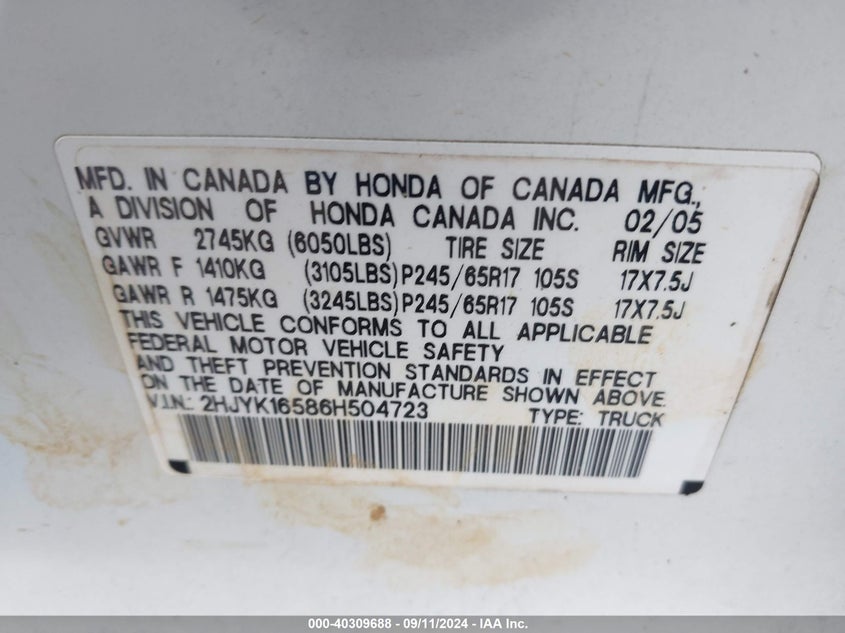 MFD. IN CANADA BY HONDA OF CANADA MFG.,
A DIVISION OF HONDA CANADA INC. 02/05
GVWR 2745KG (6050LBS) TIRE SIZE RIM SIZE
GAWR F 1410KG (3105LBS) P245/65R17 105S 17X7.5J
GAWR R 1475KG (3245LBS) P245/65R17 105S 17X7.5J
THIS VEHICLE CONFORMS TO ALL APPLICABLE
FEDERAL MOTOR VEHICLE SAFETY
AND THEFT PREVENTION STANDARDS IN EFFECT
ON THE DATE OF MANUFACTURE SHOWN ABOVE.
V.I.N.: 2HJYK16586H504723 TYPE: TRUCK
000-40309688 - 09/11/2024 - IAA Inc.